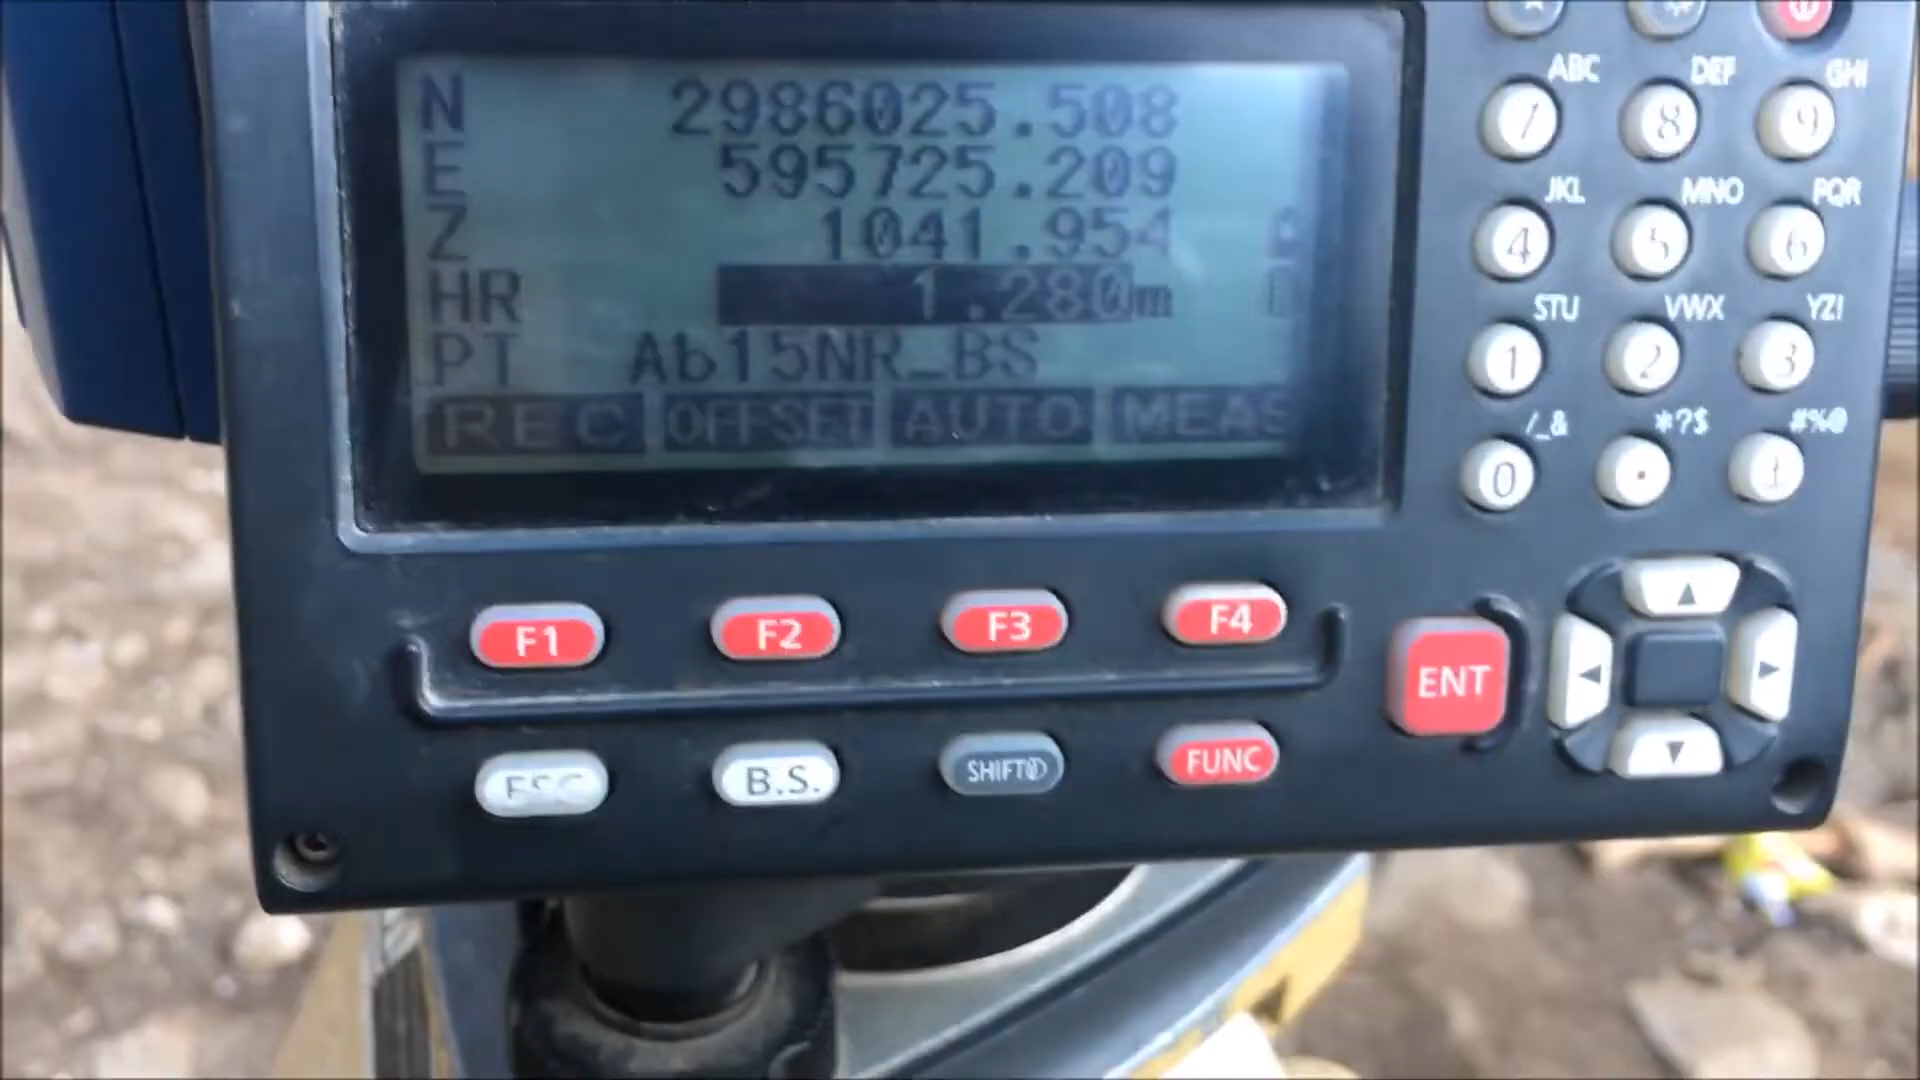 N 2986025.508
E 595725.209
Z 1041.954
HR 1.280m
PT Ab15NR_BS
REC OFFSET AUTO MEAS
ABC DEF GHI
7 8 9
JKL MNO PQR
4 5 6
STU VWX YZ!
1 2 3
/_& *?$ #%@
0 .
F1 F2 F3 F4
ENT
ESC B.S. SHIFT FUNC